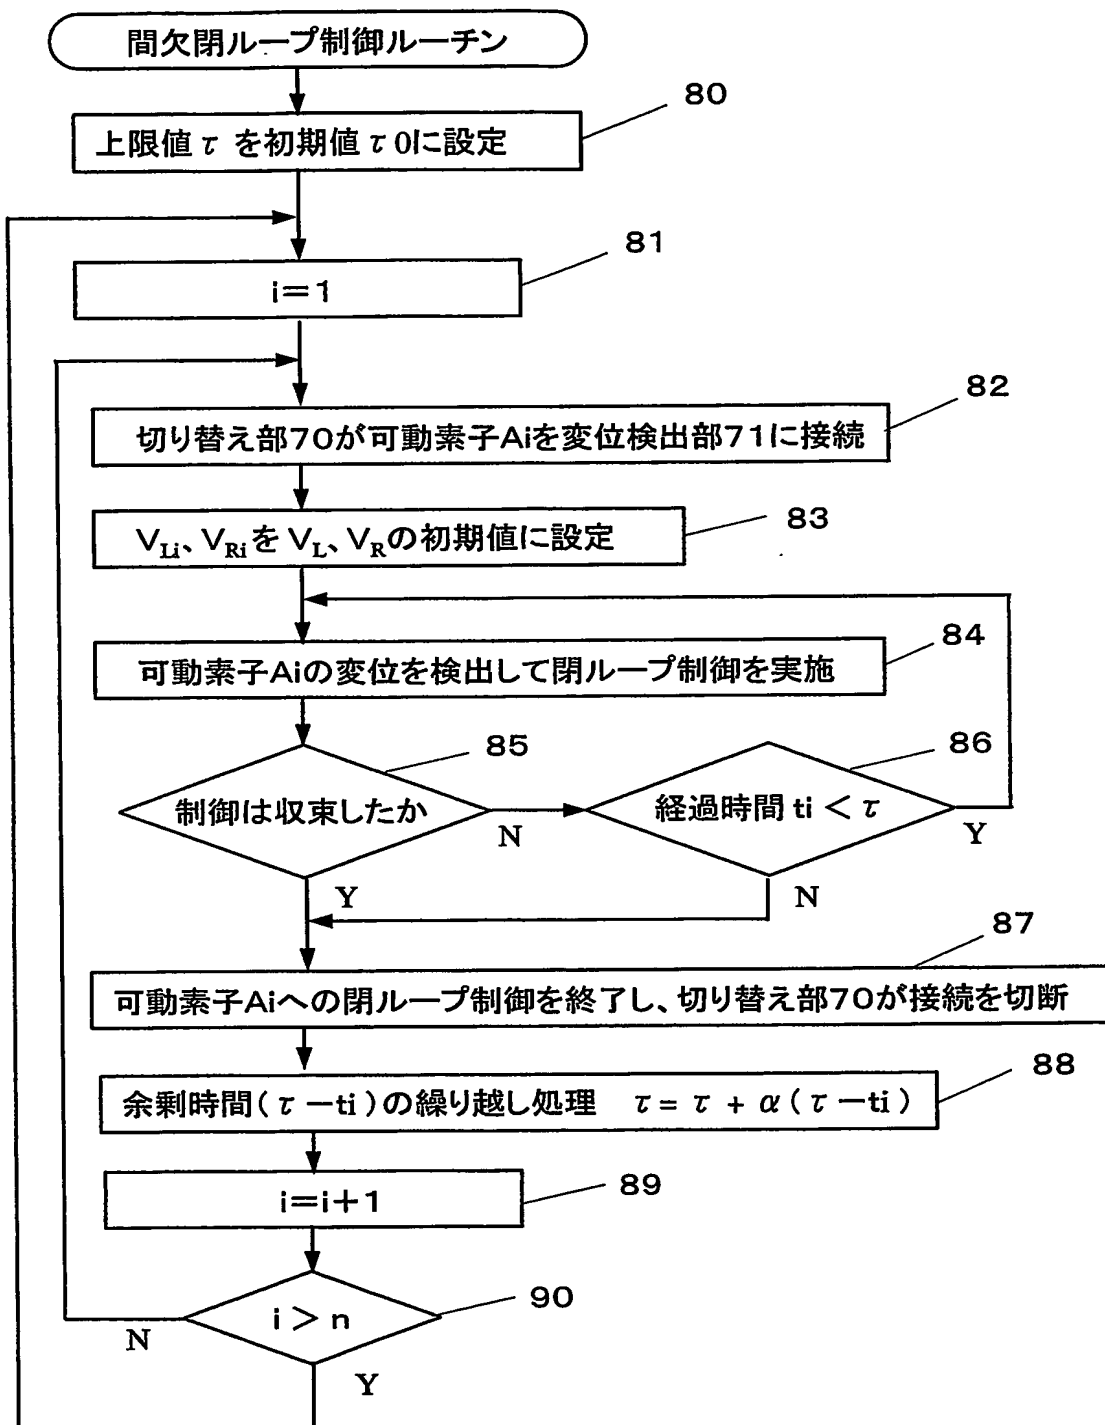 間欠閉ループ制御ルーチン
80
上限値τ を初期値τ0に設定
81
i=1
82
切り替え部70が可動素子Aiを変位検出部71に接続
83
VLi、VRiをVL、VRの初期値に設定
84
可動素子Aiの変位を検出して閉ループ制御を実施
85
86
制御は収束したか
経過時間 ti < τ
N
Y
Y
N
87
可動素子Aiへの閉ループ制御を終了し、切り替え部70が接続を切断
88
余剰時間(τ-ti)の繰り越し処理 τ = τ + α(τ-ti)
89
i=i+1
90
i > n
N
Y